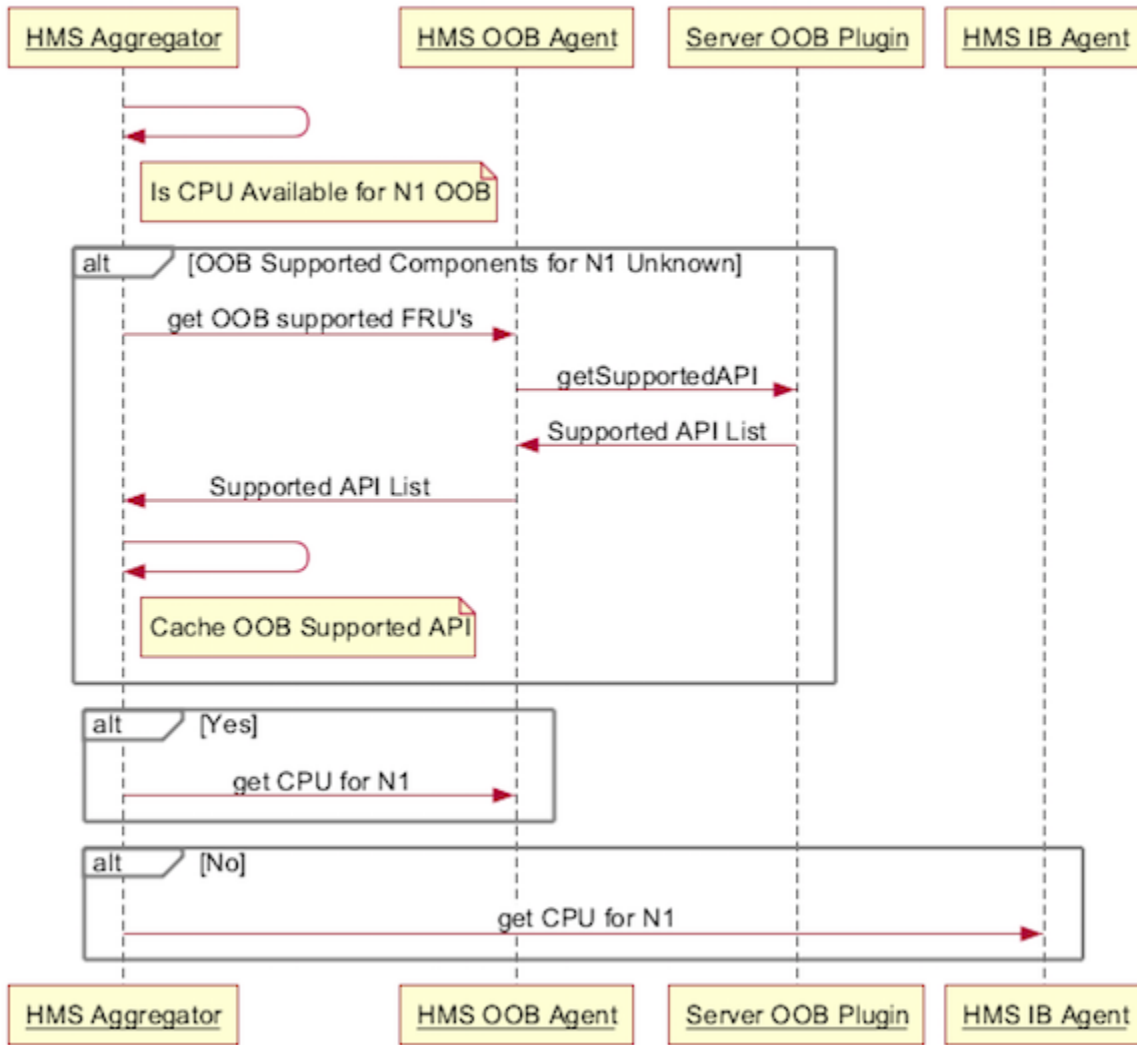 HMS Aggregator
HMS OOB Agent
Server OOB Plugin
HMS IB Agent
Is CPU Available for N1 OOB
alt
[OOB Supported Components for N1 Unknown]
get OOB supported FRU's
getSupportedAPI
Supported API List
Supported API List
Cache OOB Supported API
alt
[Yes]
get CPU for N1
alt
[No]
get CPU for N1
HMS Aggregator
HMS OOB Agent
Server OOB Plugin
HMS IB Agent